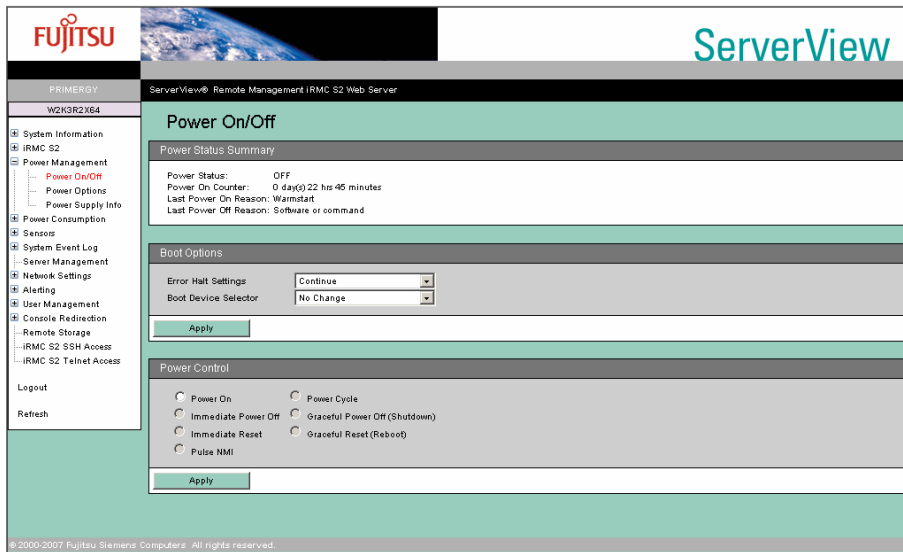 FUJITSU
ServerView
PRIMERGY
ServerView® Remote Management iRMC S2 Web Server
W2K3R2X64
System Information
iRMC S2
Power Management
Power On/Off
Power Options
Power Supply Info
Power Consumption
Sensors
System Event Log
Server Management
Network Settings
Alerting
User Management
Console Redirection
Remote Storage
iRMC S2 SSH Access
iRMC S2 Telnet Access
Logout
Refresh
Power On/Off
Power Status Summary
Power Status: OFF
Power On Counter: 0 day(s) 22 hrs 45 minutes
Last Power On Reason: Warmstart
Last Power Off Reason: Software or command
Boot Options
Error Halt Settings Continue
Boot Device Selector No Change
Apply
Power Control
Power On Power Cycle
Immediate Power Off Graceful Power Off (Shutdown)
Immediate Reset Graceful Reset (Reboot)
Pulse NMI
Apply
© 2000-2007 Fujitsu Siemens Computers All rights reserved.